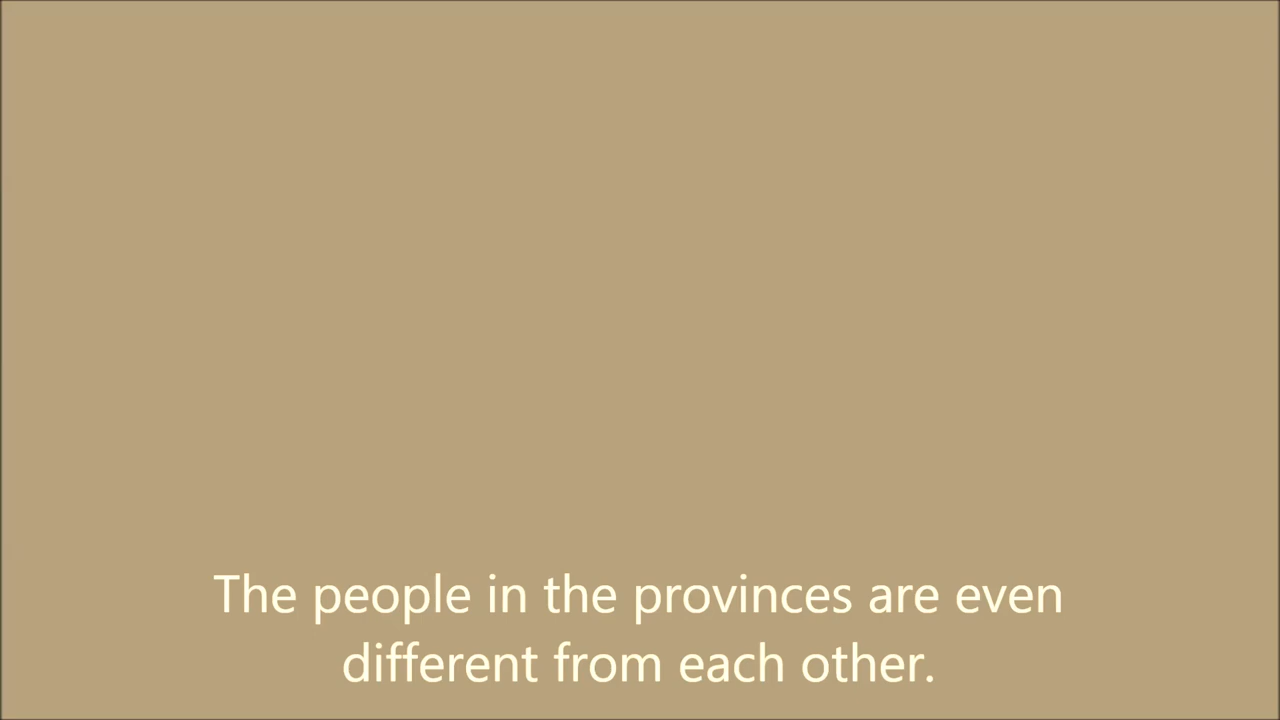 The people in the provinces are even
different from each other.